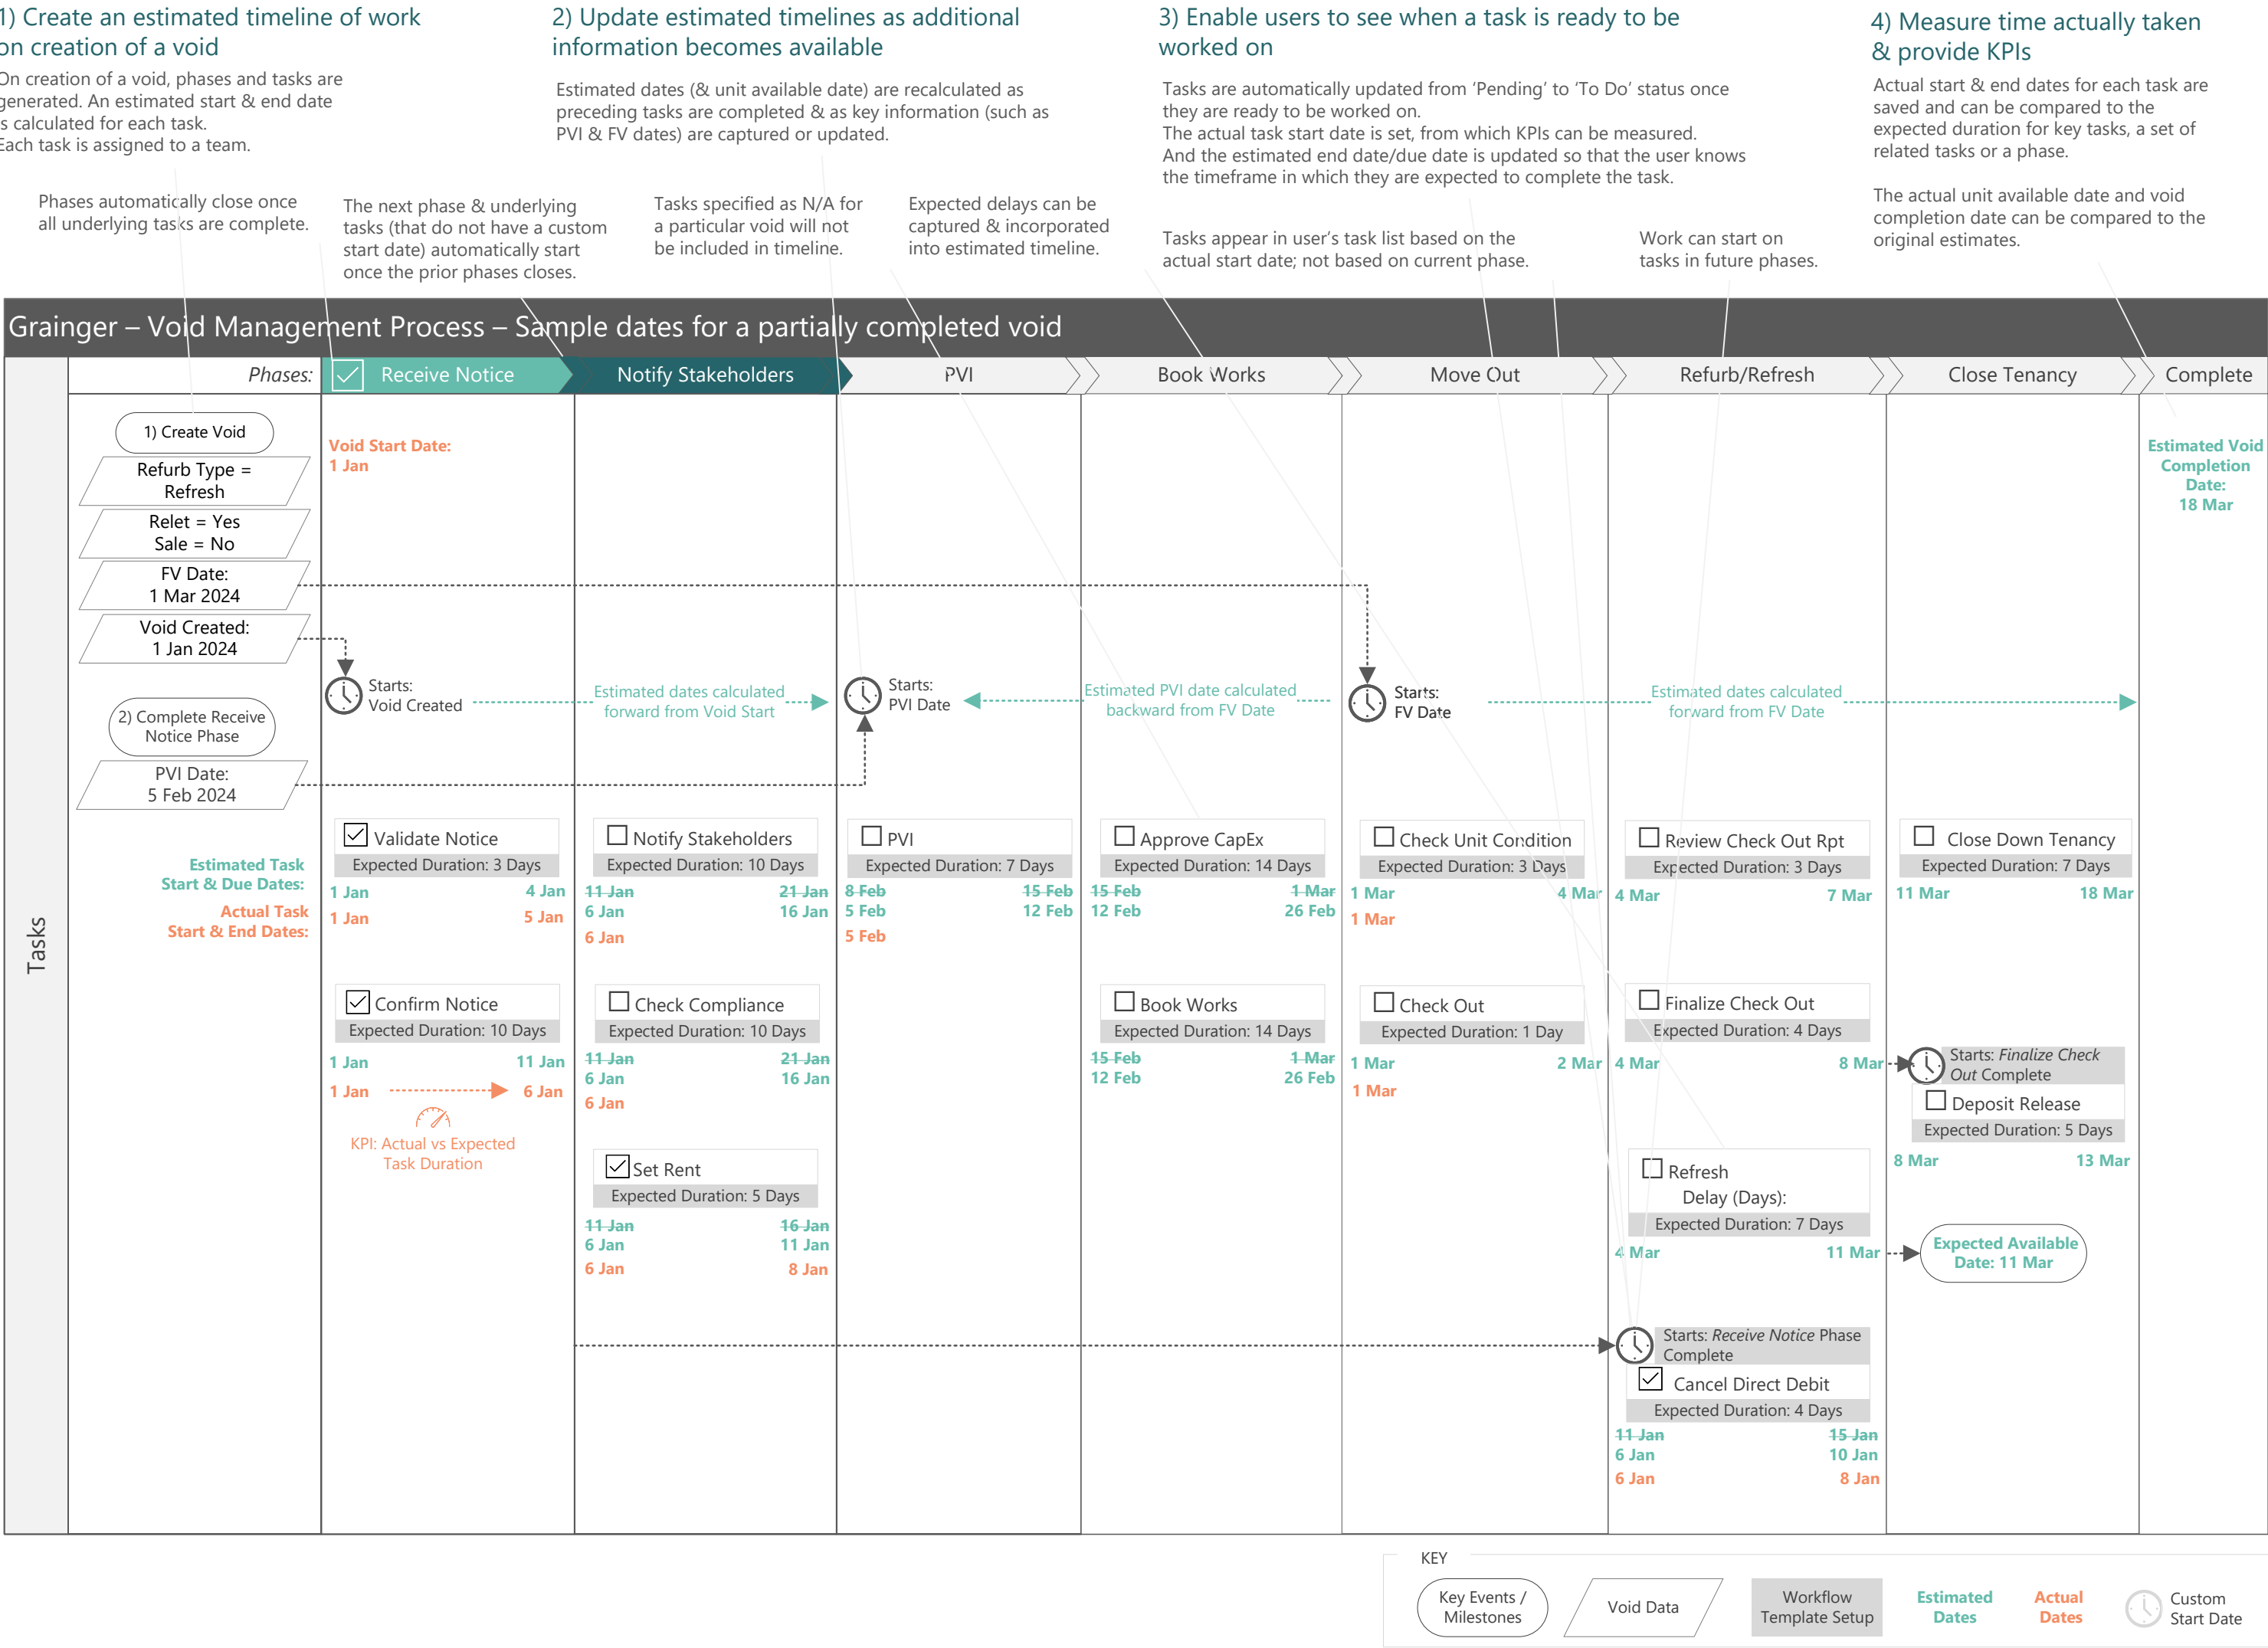 1) Create an estimated timeline of work
on creation of a void
On creation of a void, phases and tasks are
generated. An estimated start & end date
is calculated for each task.
Each task is assigned to a team.
2) Update estimated timelines as additional
information becomes available
Estimated dates (& unit available date) are recalculated as
preceding tasks are completed & as key information (such as
PVI & FV dates) are captured or updated.
3) Enable users to see when a task is ready to be
worked on
Tasks are automatically updated from ‘Pending’ to ‘To Do’ status once
they are ready to be worked on.
The actual task start date is set, from which KPIs can be measured.
And the estimated end date/due date is updated so that the user knows
the timeframe in which they are expected to complete the task.
4) Measure time actually taken
& provide KPIs
Actual start & end dates for each task are
saved and can be compared to the
expected duration for key tasks, a set of
related tasks or a phase.
The actual unit available date and void
completion date can be compared to the
original estimates.
Phases automatically close once
all underlying tasks are complete.
The next phase & underlying
tasks (that do not have a custom
start date) automatically start
once the prior phases closes.
Tasks specified as N/A for
a particular void will not
be included in timeline.
Expected delays can be
captured & incorporated
into estimated timeline.
Tasks appear in user’s task list based on the
actual start date; not based on current phase.
Work can start on
tasks in future phases.
Grainger – Void Management Process – Sample dates for a partially completed void
Phases:
Receive Notice
Notify Stakeholders
PVI
Book Works
Move Out
Refurb/Refresh
Close Tenancy
Complete
Tasks
1) Create Void
Refurb Type =
Refresh
Relet = Yes
Sale = No
FV Date:
1 Mar 2024
Void Created:
1 Jan 2024
2) Complete Receive
Notice Phase
PVI Date:
5 Feb 2024
Estimated Task
Start & Due Dates:
Actual Task
Start & End Dates:
Void Start Date:
1 Jan
Estimated Void
Completion
Date:
18 Mar
Starts:
Void Created
Estimated dates calculated
forward from Void Start
Starts:
PVI Date
Estimated PVI date calculated
backward from FV Date
Starts:
FV Date
Estimated dates calculated
forward from FV Date
Validate Notice
Expected Duration: 3 Days
1 Jan 4 Jan
1 Jan 5 Jan
Confirm Notice
Expected Duration: 10 Days
1 Jan 11 Jan
1 Jan 6 Jan
KPI: Actual vs Expected
Task Duration
Notify Stakeholders
Expected Duration: 10 Days
11 Jan 21 Jan
6 Jan 16 Jan
6 Jan
Check Compliance
Expected Duration: 10 Days
11 Jan 21 Jan
6 Jan 16 Jan
6 Jan
Set Rent
Expected Duration: 5 Days
11 Jan 16 Jan
6 Jan 11 Jan
6 Jan 8 Jan
PVI
Expected Duration: 7 Days
8 Feb 15 Feb
5 Feb 12 Feb
5 Feb
Approve CapEx
Expected Duration: 14 Days
15 Feb 1 Mar
12 Feb 26 Feb
Book Works
Expected Duration: 14 Days
15 Feb 1 Mar
12 Feb 26 Feb
Check Unit Condition
Expected Duration: 3 Days
1 Mar 4 Mar
1 Mar
Check Out
Expected Duration: 1 Day
1 Mar 2 Mar
1 Mar
Review Check Out Rpt
Expected Duration: 3 Days
4 Mar 7 Mar
Finalize Check Out
Expected Duration: 4 Days
4 Mar 8 Mar
Refresh
Delay (Days):
Expected Duration: 7 Days
4 Mar 11 Mar
Starts: Receive Notice Phase
Complete
Cancel Direct Debit
Expected Duration: 4 Days
11 Jan 15 Jan
6 Jan 10 Jan
6 Jan 8 Jan
Close Down Tenancy
Expected Duration: 7 Days
11 Mar 18 Mar
Starts: Finalize Check
Out Complete
Deposit Release
Expected Duration: 5 Days
8 Mar 13 Mar
Expected Available
Date: 11 Mar
KEY
Key Events /
Milestones
Void Data
Workflow
Template Setup
Estimated
Dates
Actual
Dates
Custom
Start Date